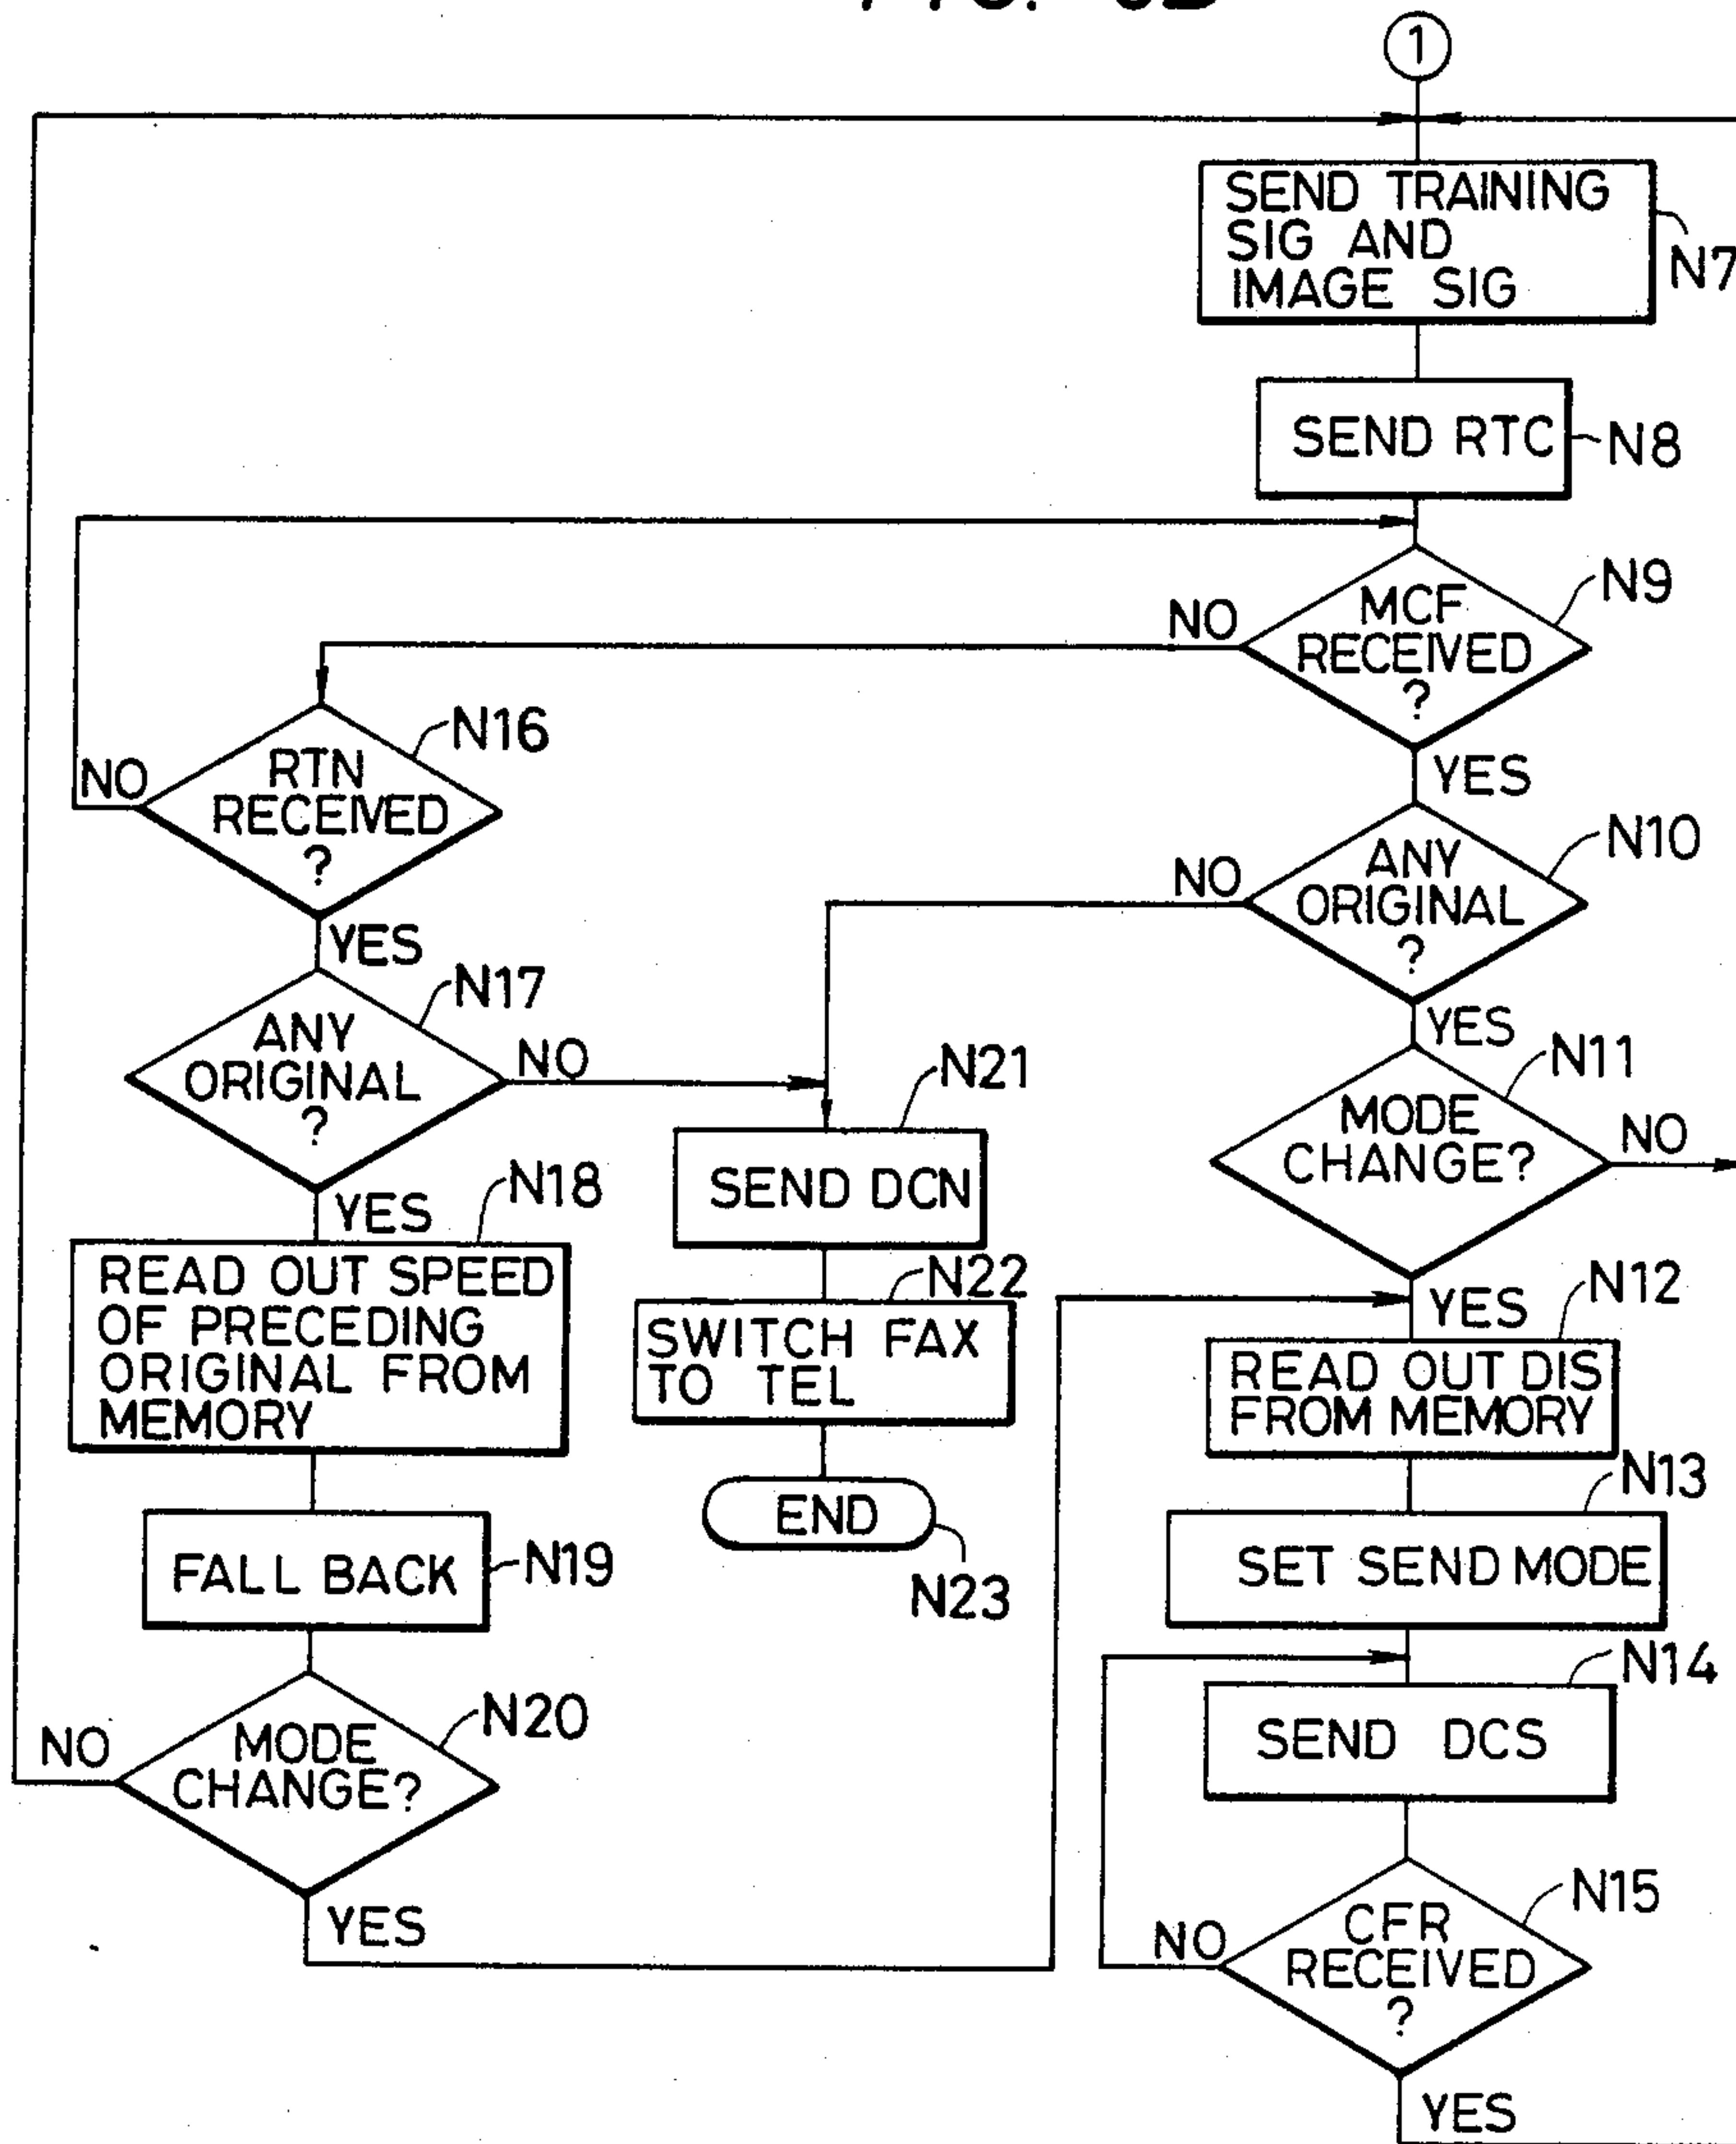 1
SEND TRAINING
SIG AND
IMAGE SIG
N7
SEND RTC
N8
MCF
RECEIVED
?
N9
NO
YES
RTN
RECEIVED
?
N16
NO
YES
ANY
ORIGINAL
?
N10
NO
YES
ANY
ORIGINAL
?
N17
NO
YES
MODE
CHANGE?
N11
NO
YES
SEND DCN
N21
READ OUT SPEED
OF PRECEDING
ORIGINAL FROM
MEMORY
N18
SWITCH FAX
TO TEL
N22
READ OUT DIS
FROM MEMORY
N12
END
N23
FALL BACK
N19
SET SEND MODE
N13
MODE
CHANGE?
N20
NO
YES
SEND DCS
N14
CFR
RECEIVED
?
N15
NO
YES